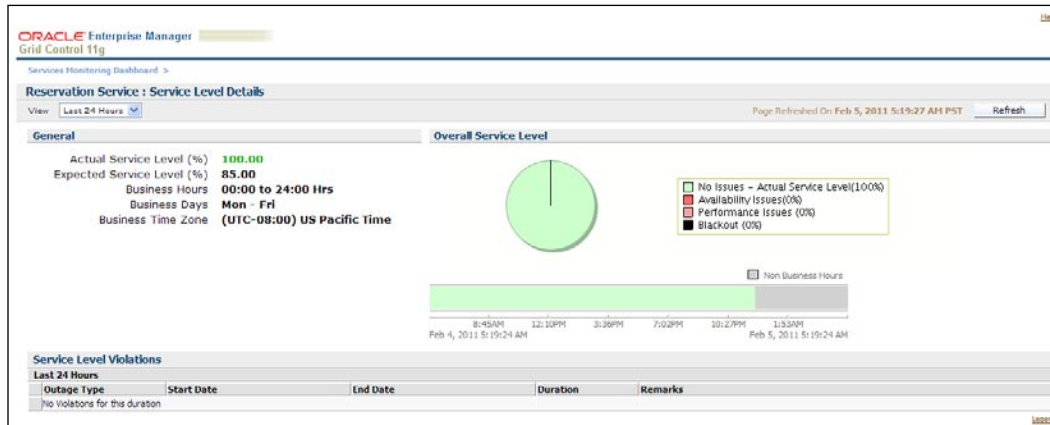 ORACLE Enterprise Manager
Grid Control 11g
Services Monitoring Dashboard >
Reservation Service : Service Level Details
View Last 24 Hours
Page Refreshed On Feb 5, 2011 5:19:27 AM PST Refresh
General
Actual Service Level (%) 100.00
Expected Service Level (%) 85.00
Business Hours 00:00 to 24:00 Hrs
Business Days Mon - Fri
Business Time Zone (UTC-08:00) US Pacific Time
Overall Service Level
No Issues - Actual Service Level(100%)
Availability Issues(0%)
Performance Issues (0%)
Blackout (0%)
Non Business Hours
8:45AM 12:10PM 3:36PM 7:02PM 10:27PM 1:53AM
Feb 4, 2011 5:19:24 AM Feb 5, 2011 5:19:24 AM
Service Level Violations
Last 24 Hours
Outage Type Start Date End Date Duration Remarks
No Violations for this duration